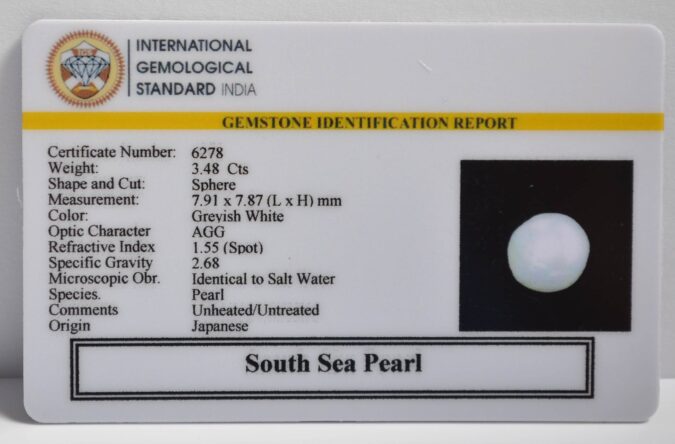 INTERNATIONAL
GEMOLOGICAL
STANDARD INDIA
GEMSTONE IDENTIFICATION REPORT
Certificate Number: 6278
Weight: 3.48 Cts
Shape and Cut: Sphere
Measurement: 7.91 x 7.87 (L x H) mm
Color: Greyish White
Optic Character AGG
Refractive Index 1.55 (Spot)
Specific Gravity 2.68
Microscopic Obr. Identical to Salt Water
Species. Pearl
Comments Unheated/Untreated
Origin Japanese
South Sea Pearl